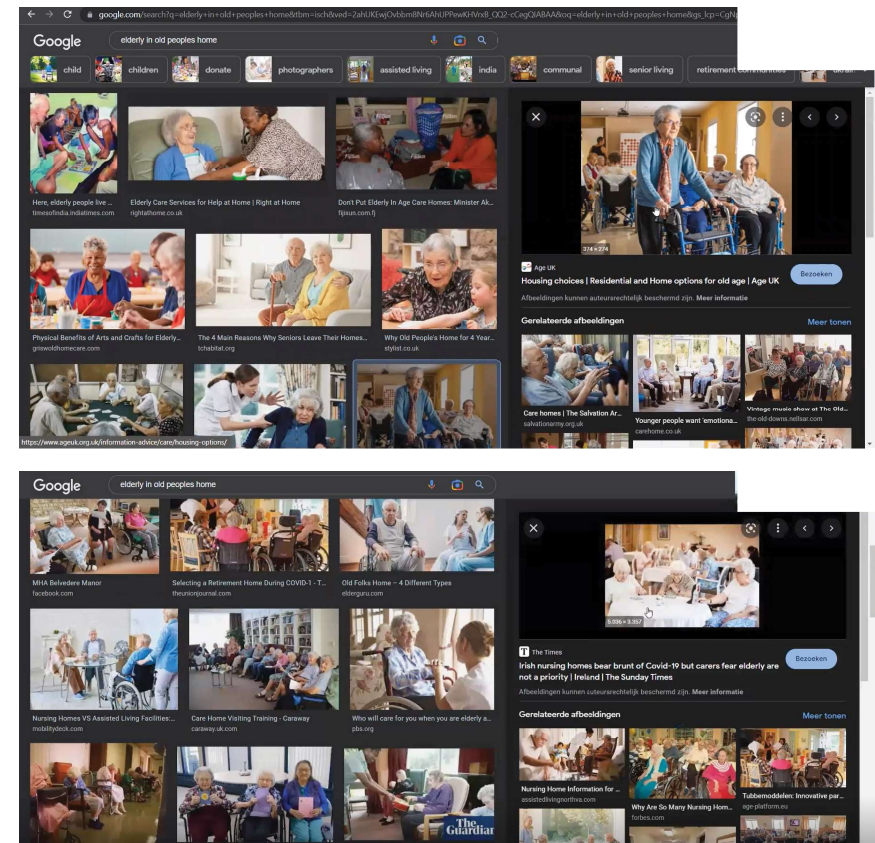 google.com/search?q=elderly+in+old+peoples+home&tbm=isch&ved=2ahUKEwjOvbbm8Nr6AhUPPewKHVrxB_0Q2-cCegQIABAA&oq=elderly+in+old+peoples+home&gs_lcp=CgNp
Google elderly in old peoples home
child children donate photographers assisted living india communal senior living retirement communities
Here, elderly people live ...
timesofindia.indiatimes.com
Elderly Care Services for Help at Home | Right at Home
rightathome.co.uk
Fijisun Fijisun
Don't Put Elderly In Age Care Homes: Minister Ak...
fijisun.com.fj
Physical Benefits of Arts and Crafts for Elderly...
griswoldhomecare.com
The 4 Main Reasons Why Seniors Leave Their Homes...
tchabitat.org
Why Old People's Home for 4 Year...
stylist.co.uk
https://www.ageuk.org.uk/information-advice/care/housing-options/
374 × 274
Age UK
Housing choices | Residential and Home options for old age | Age UK
Bezoeken
Afbeeldingen kunnen auteursrechtelijk beschermd zijn. Meer informatie
Gerelateerde afbeeldingen Meer tonen
Care homes | The Salvation Ar...
salvationarmy.org.uk
Younger people want 'emotiona...
carehome.co.uk
Vintage music show at The Old...
the-old-downs.nellsar.com
Google elderly in old peoples home
MHA Belvedere Manor
facebook.com
Selecting a Retirement Home During COVID-1 - T...
theunionjournal.com
Old Folks Home – 4 Different Types
elderguru.com
Nursing Homes VS Assisted Living Facilities:...
mobilitydeck.com
Care Home Visiting Training - Caraway
caraway.uk.com
Who will care for you when you are elderly a...
pbs.org
The
Guardian
5.036 × 3.357
The Times
Irish nursing homes bear brunt of Covid-19 but carers fear elderly are
not a priority | Ireland | The Sunday Times
Bezoeken
Afbeeldingen kunnen auteursrechtelijk beschermd zijn. Meer informatie
Gerelateerde afbeeldingen Meer tonen
Nursing Home Information for ...
assistedlivingnorthva.com
Why Are So Many Nursing Hom...
forbes.com
Tubbemoddelen: Innovative par...
age-platform.eu